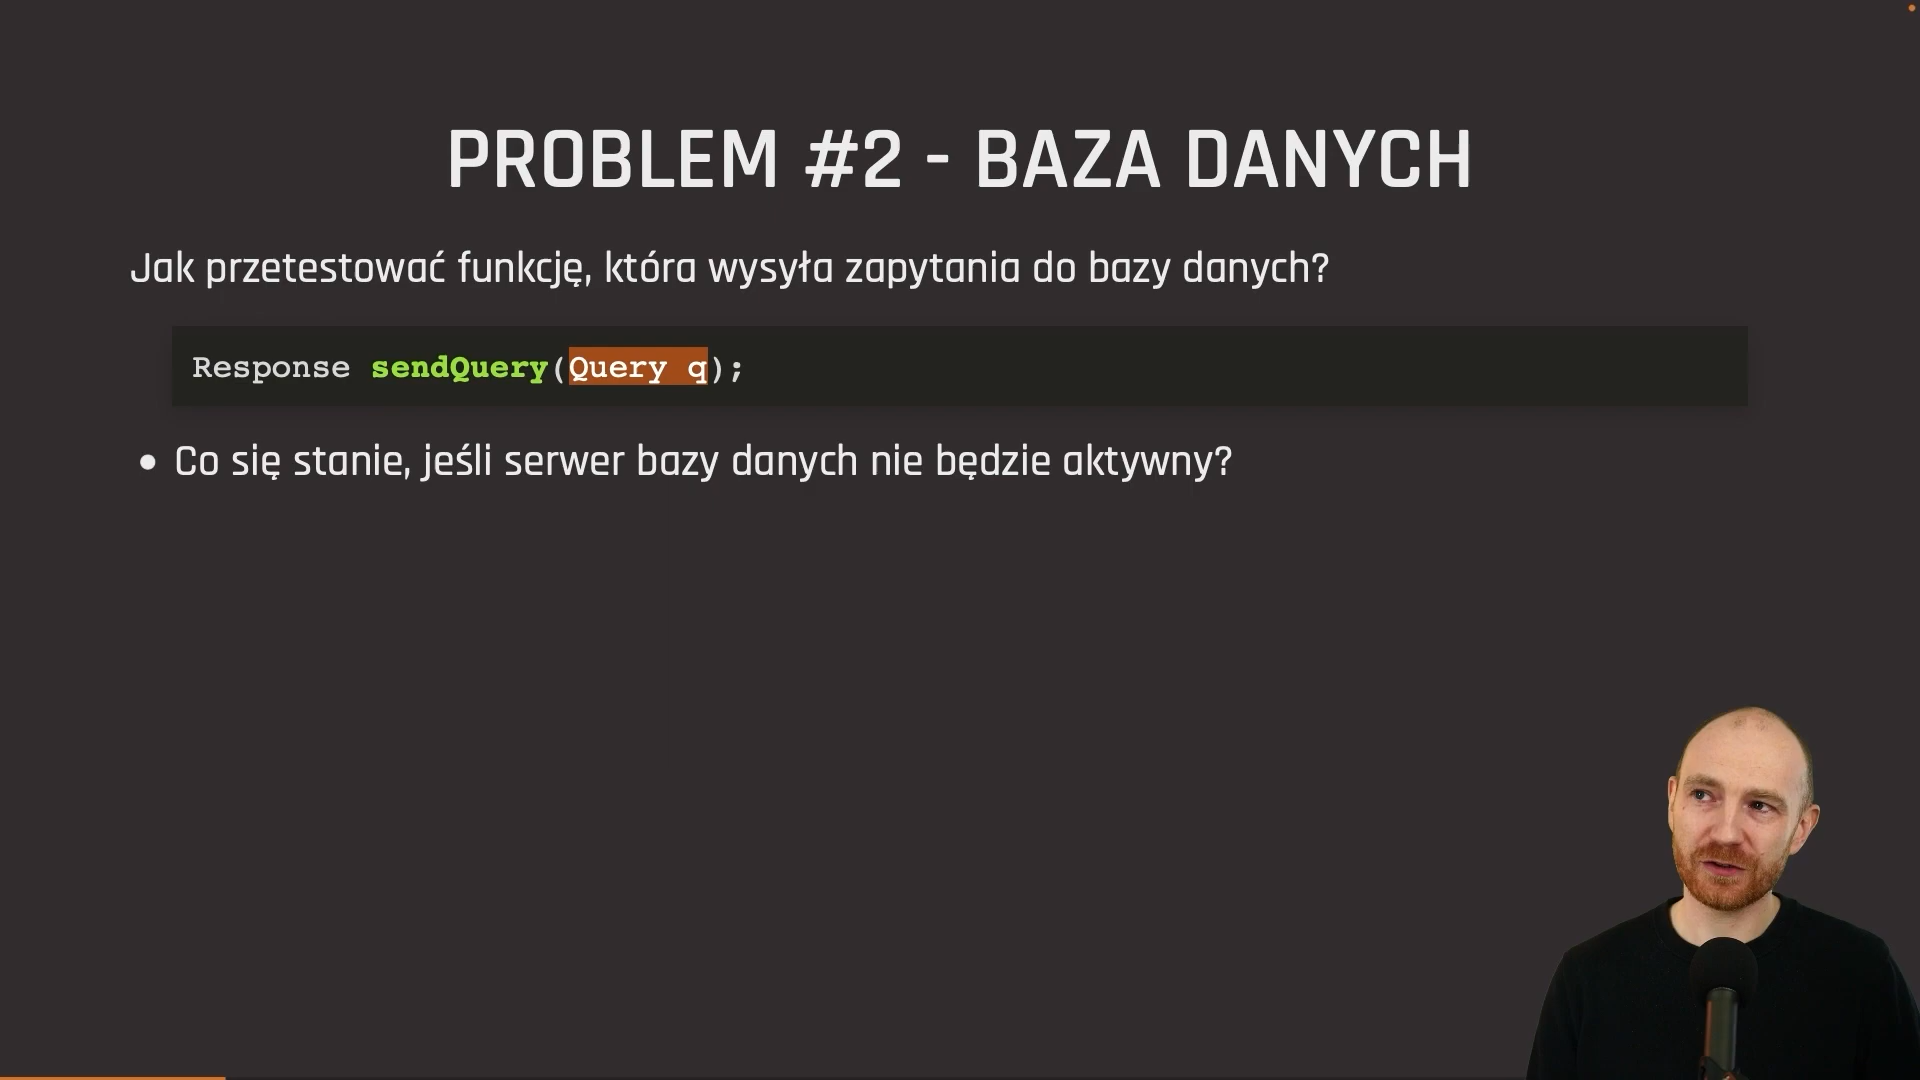 PROBLEM #2 - BAZA DANYCH
Jak przetestować funkcję, która wysyła zapytania do bazy danych?
Response sendQuery(Query q);
• Co się stanie, jeśli serwer bazy danych nie będzie aktywny?